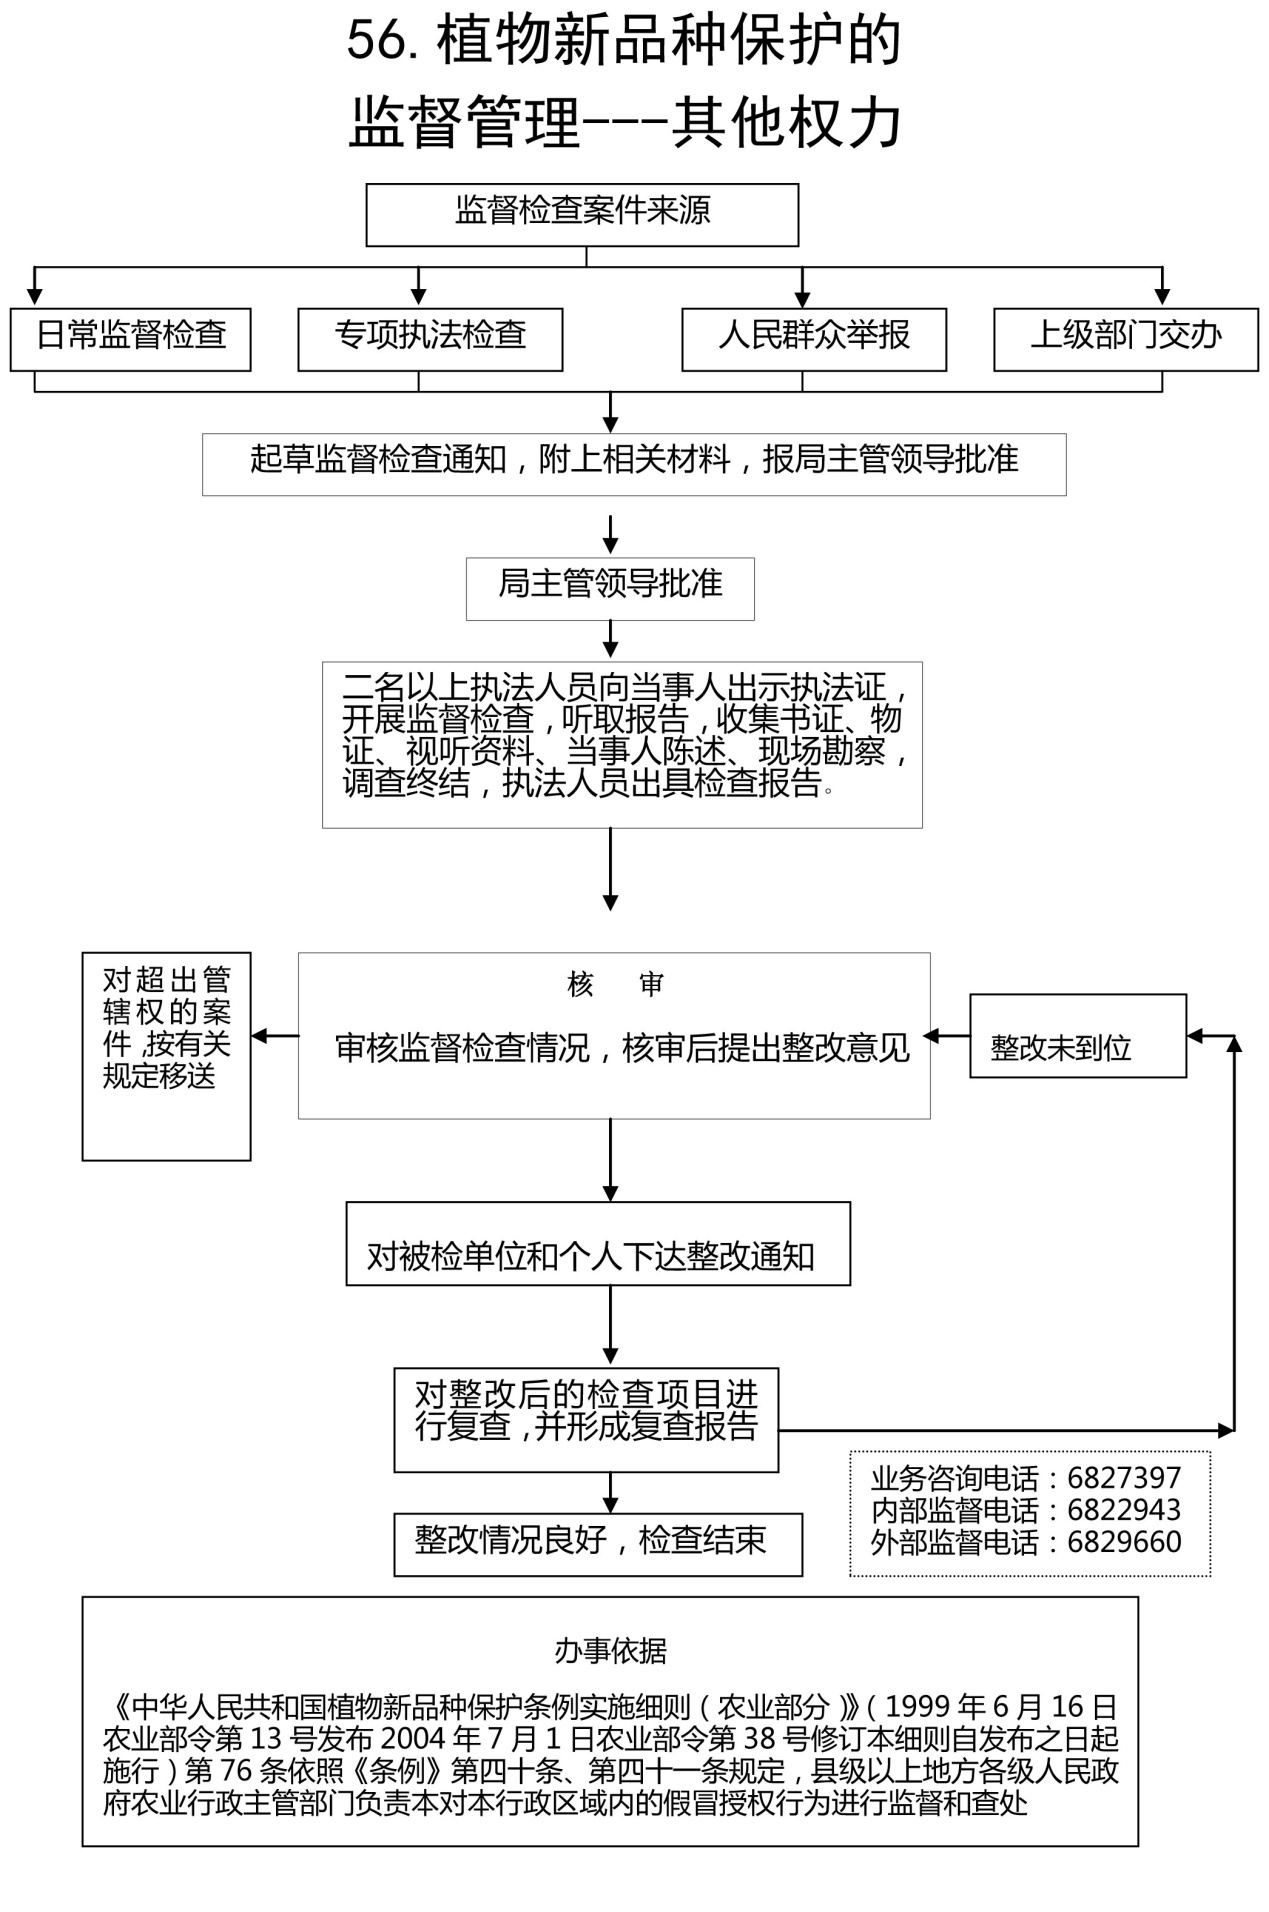 56.植物新品种保护的
监督管理---其他权力
监督检查案件来源
日常监督检查
专项执法检查
人民群众举报
上级部门交办
起草监督检查通知，附上相关材料，报局主管领导批准
局主管领导批准
二名以上执法人员向当事人出示执法证，
开展监督检查，听取报告，收集书证、物
证、视听资料、当事人陈述、现场勘察，
调查终结，执法人员出具检查报告。
对超出管
辖权的案
件，按有关
规定移送
核 审
审核监督检查情况，核审后提出整改意见
整改未到位
对被检单位和个人下达整改通知
对整改后的检查项目进
行复查，并形成复查报告
整改情况良好，检查结束
业务咨询电话：6827397
内部监督电话：6822943
外部监督电话：6829660
办事依据
《中华人民共和国植物新品种保护条例实施细则（农业部分）》（1999年6月16日
农业部令第13号发布2004年7月1日农业部令第38号修订本细则自发布之日起
施行）第76条依照《条例》第四十条、第四十一条规定，县级以上地方各级人民政
府农业行政主管部门负责本对本行政区域内的假冒授权行为进行监督和查处